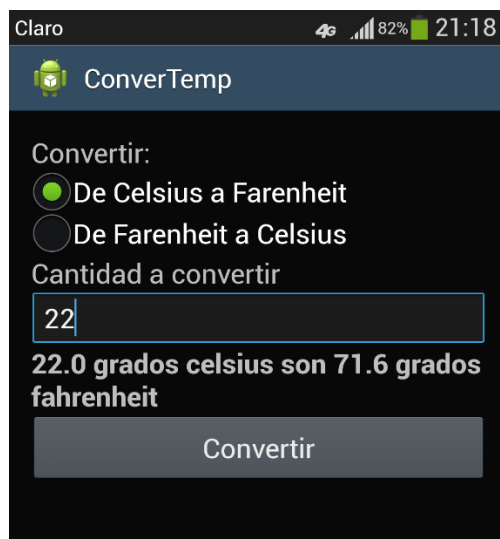 Claro 4G 82% 21:18
ConverTemp
Convertir:
De Celsius a Farenheit
De Farenheit a Celsius
Cantidad a convertir
22
22.0 grados celsius son 71.6 grados
fahrenheit
Convertir